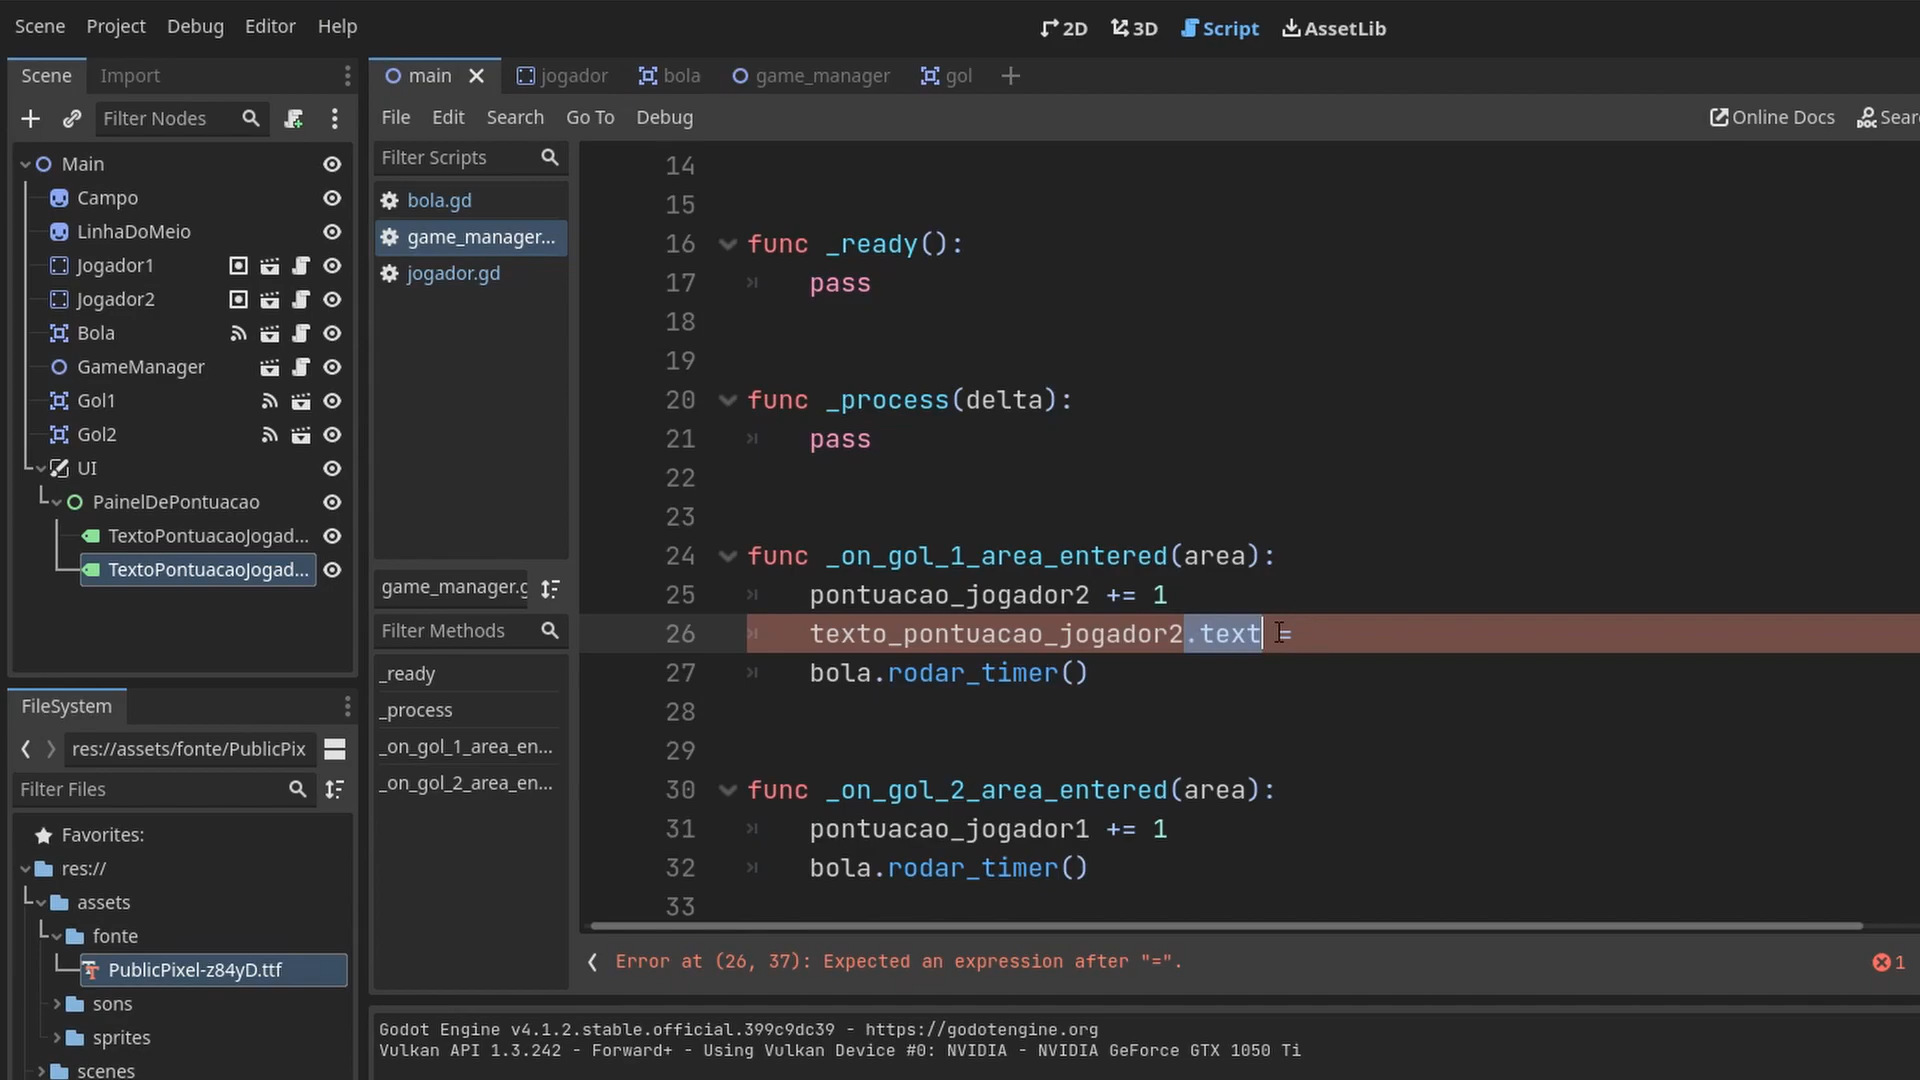 Scene Project Debug Editor Help
2D 3D Script AssetLib
Scene Import
main jogador bola game_manager gol
Filter Nodes
File Edit Search Go To Debug
Online Docs Sear
Main
Campo
LinhaDoMeio
Jogador1
Jogador2
Bola
GameManager
Gol1
Gol2
UI
PainelDePontuacao
TextoPontuacaoJogad...
TextoPontuacaoJogad...
FileSystem
res://assets/fonte/PublicPix
Filter Files
Favorites:
res://
assets
fonte
PublicPixel-z84yD.ttf
sons
sprites
scenes
Filter Scripts
bola.gd
game_manager...
jogador.gd
game_manager.g
Filter Methods
_ready
_process
_on_gol_1_area_en...
_on_gol_2_area_en...
14
15
16 func _ready():
17 pass
18
19
20 func _process(delta):
21 pass
22
23
24 func _on_gol_1_area_entered(area):
25 pontuacao_jogador2 += 1
26 texto_pontuacao_jogador2.text =
27 bola.rodar_timer()
28
29
30 func _on_gol_2_area_entered(area):
31 pontuacao_jogador1 += 1
32 bola.rodar_timer()
33
Error at (26, 37): Expected an expression after "=".
1
Godot Engine v4.1.2.stable.official.399c9dc39 - https://godotengine.org
Vulkan API 1.3.242 - Forward+ - Using Vulkan Device #0: NVIDIA - NVIDIA GeForce GTX 1050 Ti